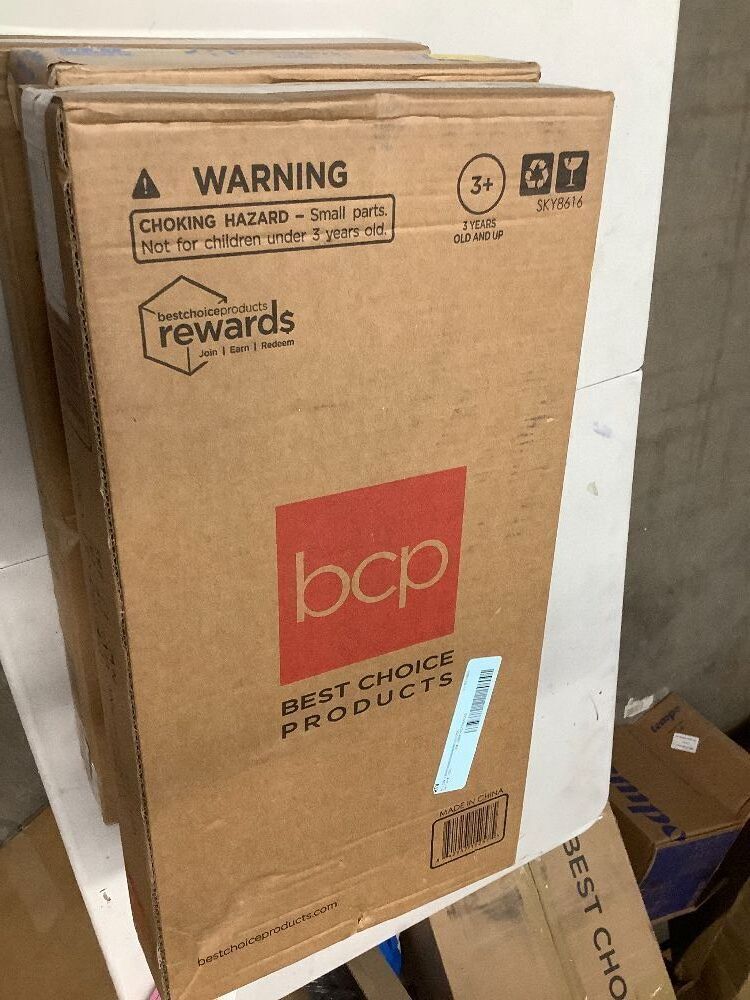 WARNING
CHOKING HAZARD – Small parts.
Not for children under 3 years old.
3+
3 YEARS
OLD AND UP
SKY8616
bestchoiceproducts
rewards
Join | Earn | Redeem
bcp
BEST CHOICE
PRODUCTS
MADE IN CHINA
bestchoiceproducts.com
BEST CHO